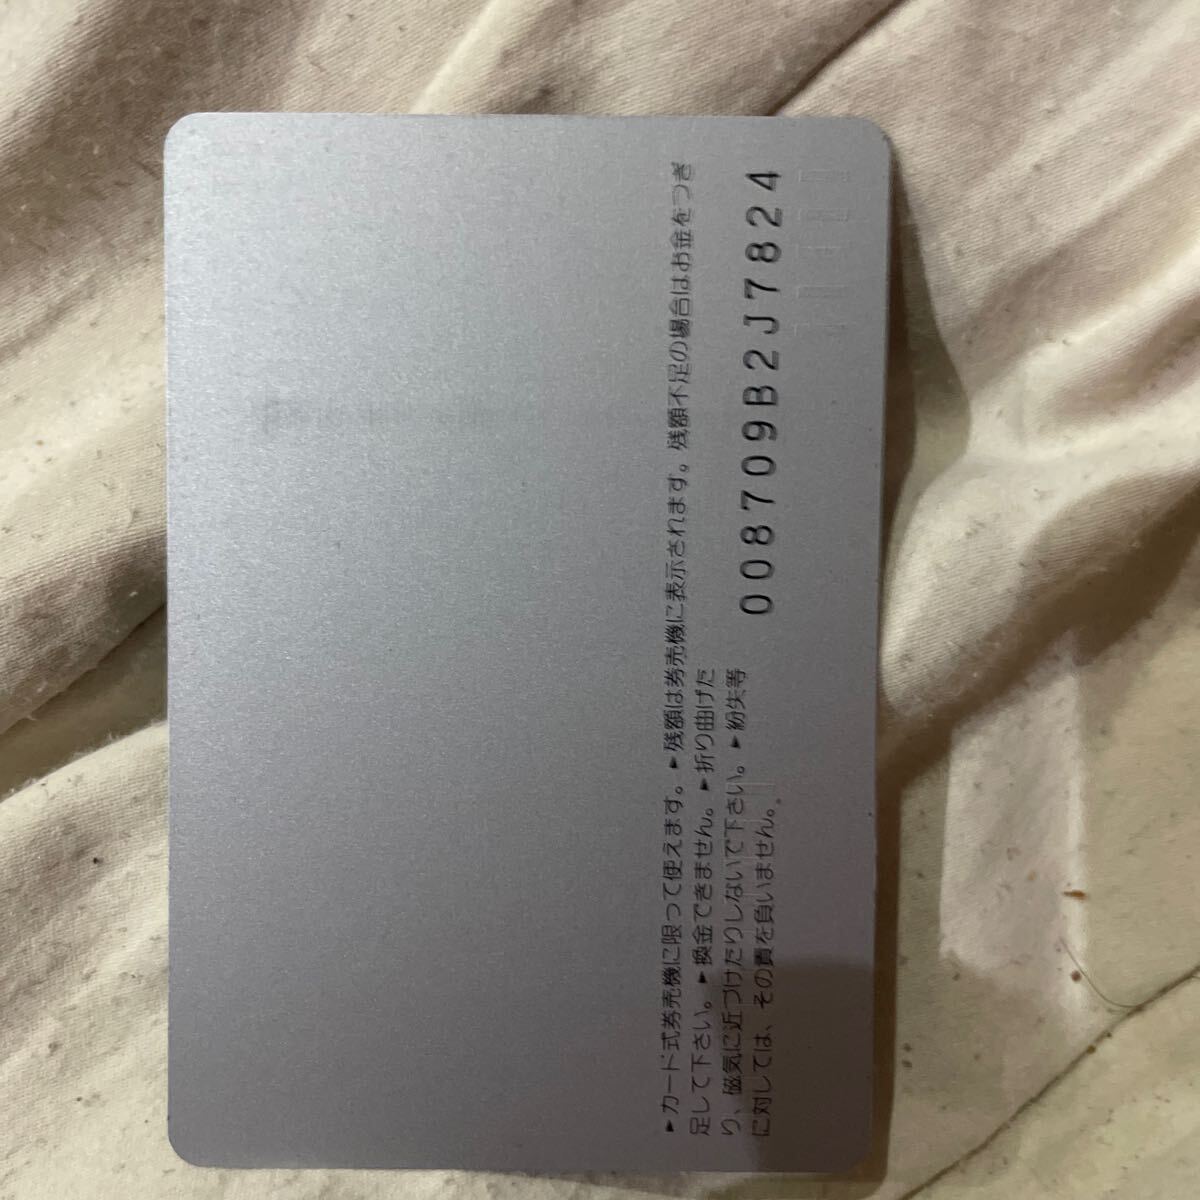 ►カード式券売機に限って使えます。►残額は券売機に表示されます。残額不足の場合はお金をつぎ
足して下さい。►換金できません。►折り曲げた
り、磁気に近づけたりしないで下さい。►紛失等
に対しては、その責を負いません。
008709B2J7824